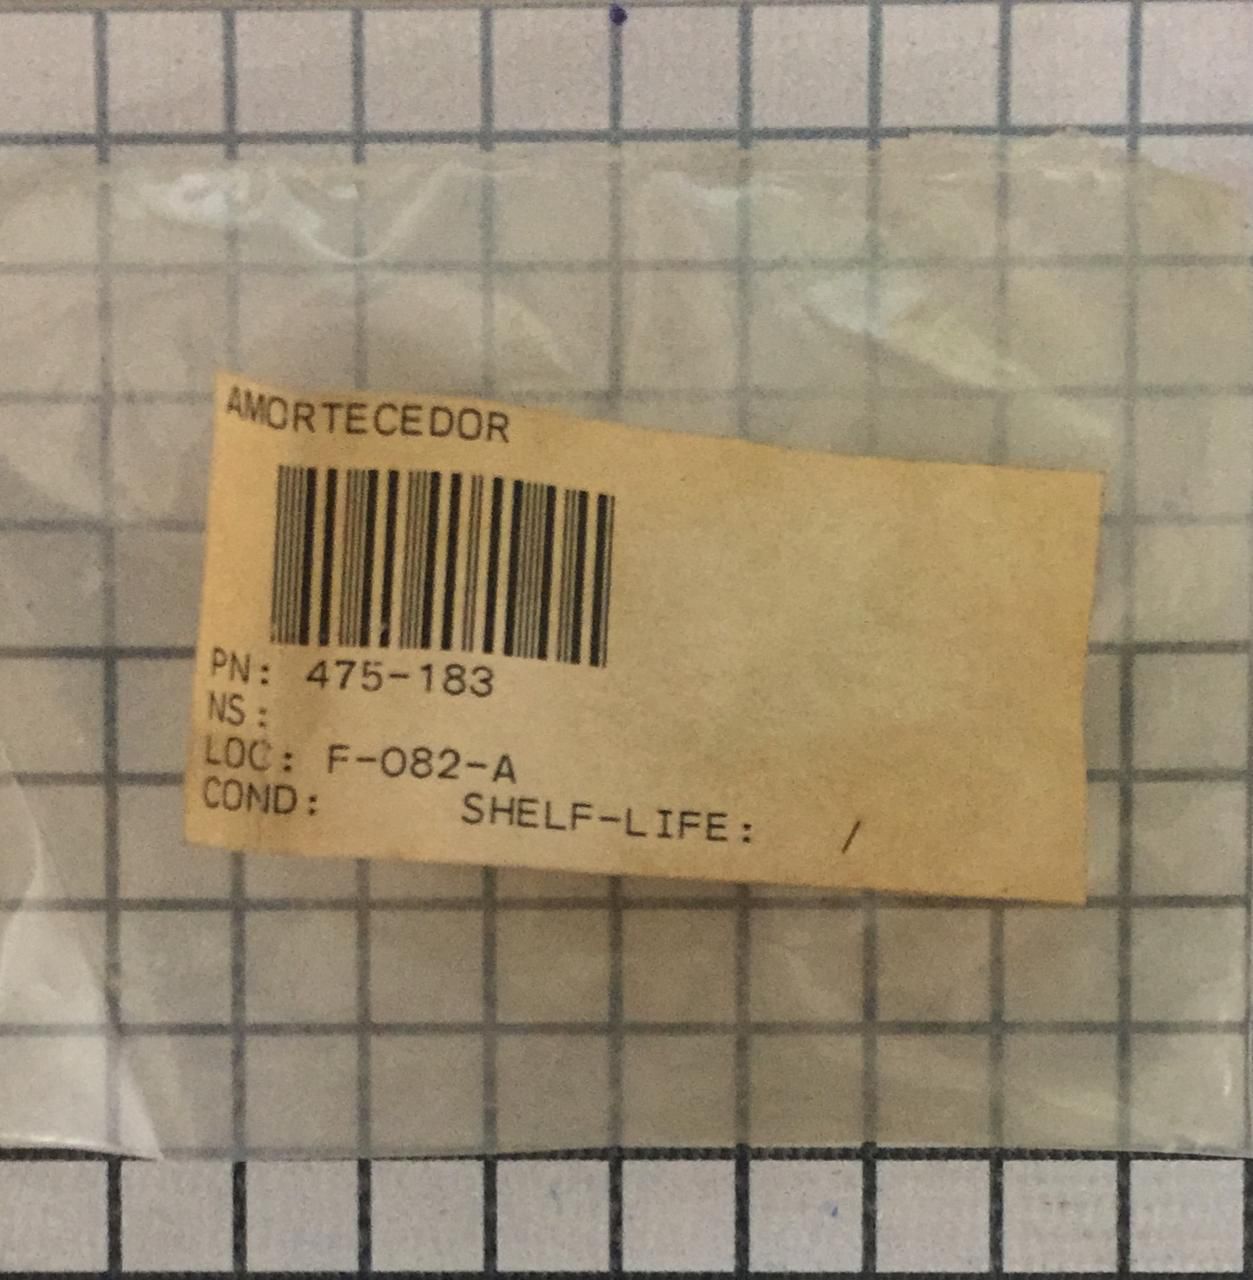 AMORTECEDOR
PN: 475-183
NS:
LOC: F-082-A
COND: SHELF-LIFE: /